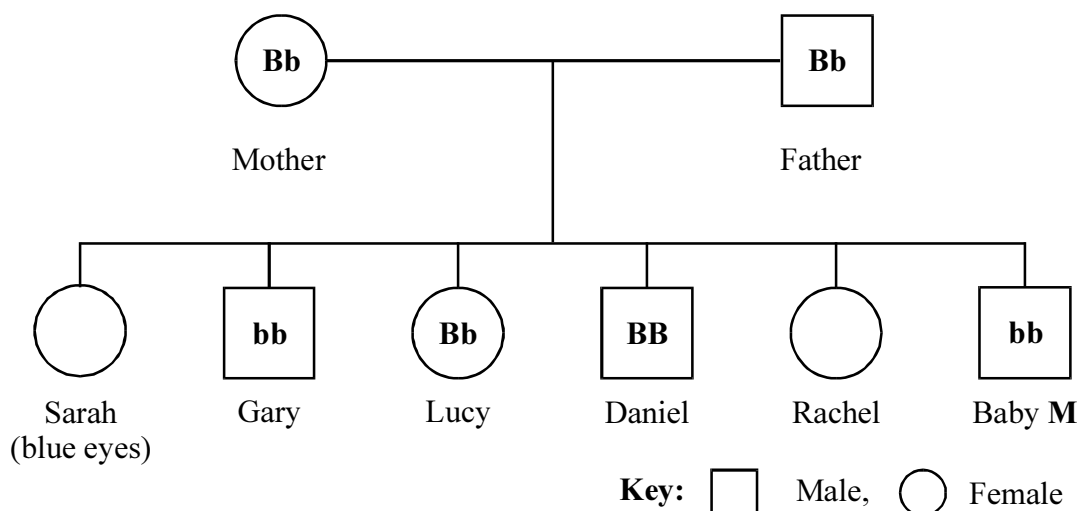 Bb Bb
Mother Father
bb Bb BB bb
Sarah Gary Lucy Daniel Rachel Baby M
(blue eyes)
Key: Male, Female